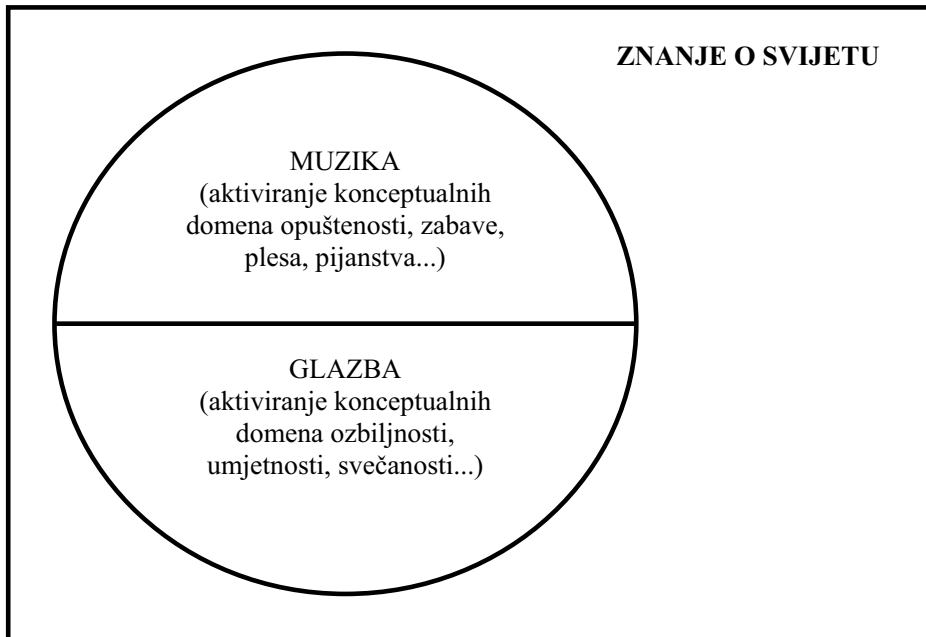 ZNANJE O SVIJETU
MUZIKA
(aktiviranje konceptualnih
domena opuštenosti, zabave,
plesa, pijanstva...)
GLAZBA
(aktiviranje konceptualnih
domena ozbiljnosti,
umjetnosti, svečanosti...)